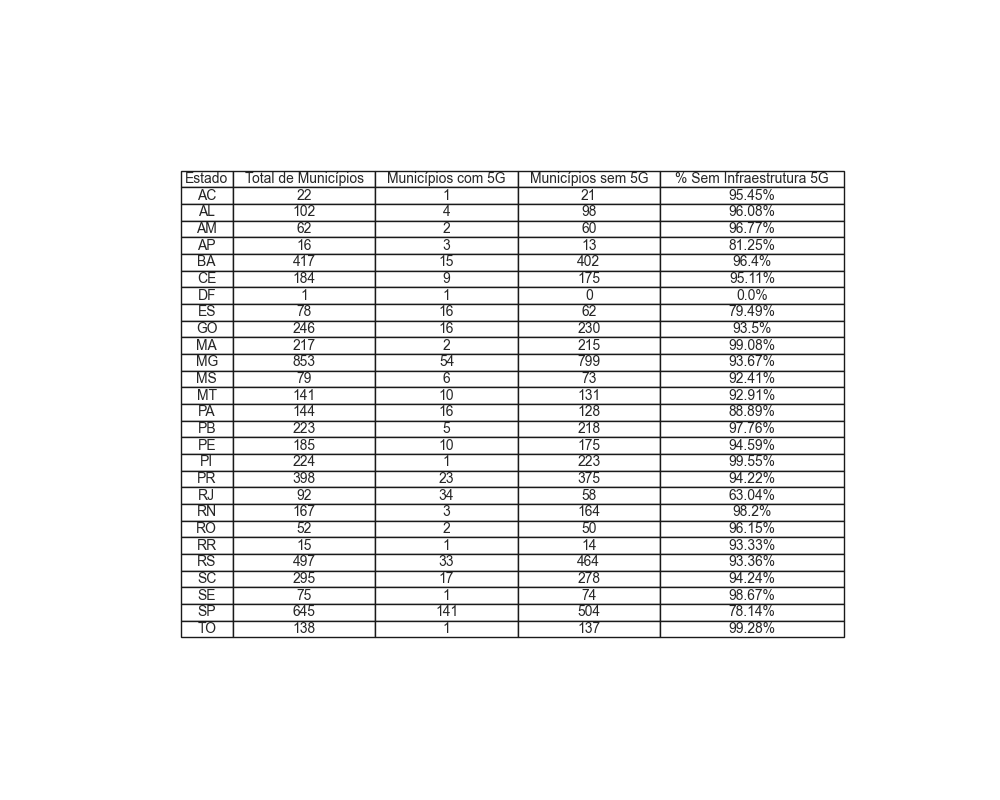 Estado Total de Municípios Municípios com 5G Municípios sem 5G % Sem Infraestrutura 5G
AC 22 1 21 95.45%
AL 102 4 98 96.08%
AM 62 2 60 96.77%
AP 16 3 13 81.25%
BA 417 15 402 96.4%
CE 184 9 175 95.11%
DF 1 1 0 0.0%
ES 78 16 62 79.49%
GO 246 16 230 93.5%
MA 217 2 215 99.08%
MG 853 54 799 93.67%
MS 79 6 73 92.41%
MT 141 10 131 92.91%
PA 144 16 128 88.89%
PB 223 5 218 97.76%
PE 185 10 175 94.59%
PI 224 1 223 99.55%
PR 398 23 375 94.22%
RJ 92 34 58 63.04%
RN 167 3 164 98.2%
RO 52 2 50 96.15%
RR 15 1 14 93.33%
RS 497 33 464 93.36%
SC 295 17 278 94.24%
SE 75 1 74 98.67%
SP 645 141 504 78.14%
TO 138 1 137 99.28%